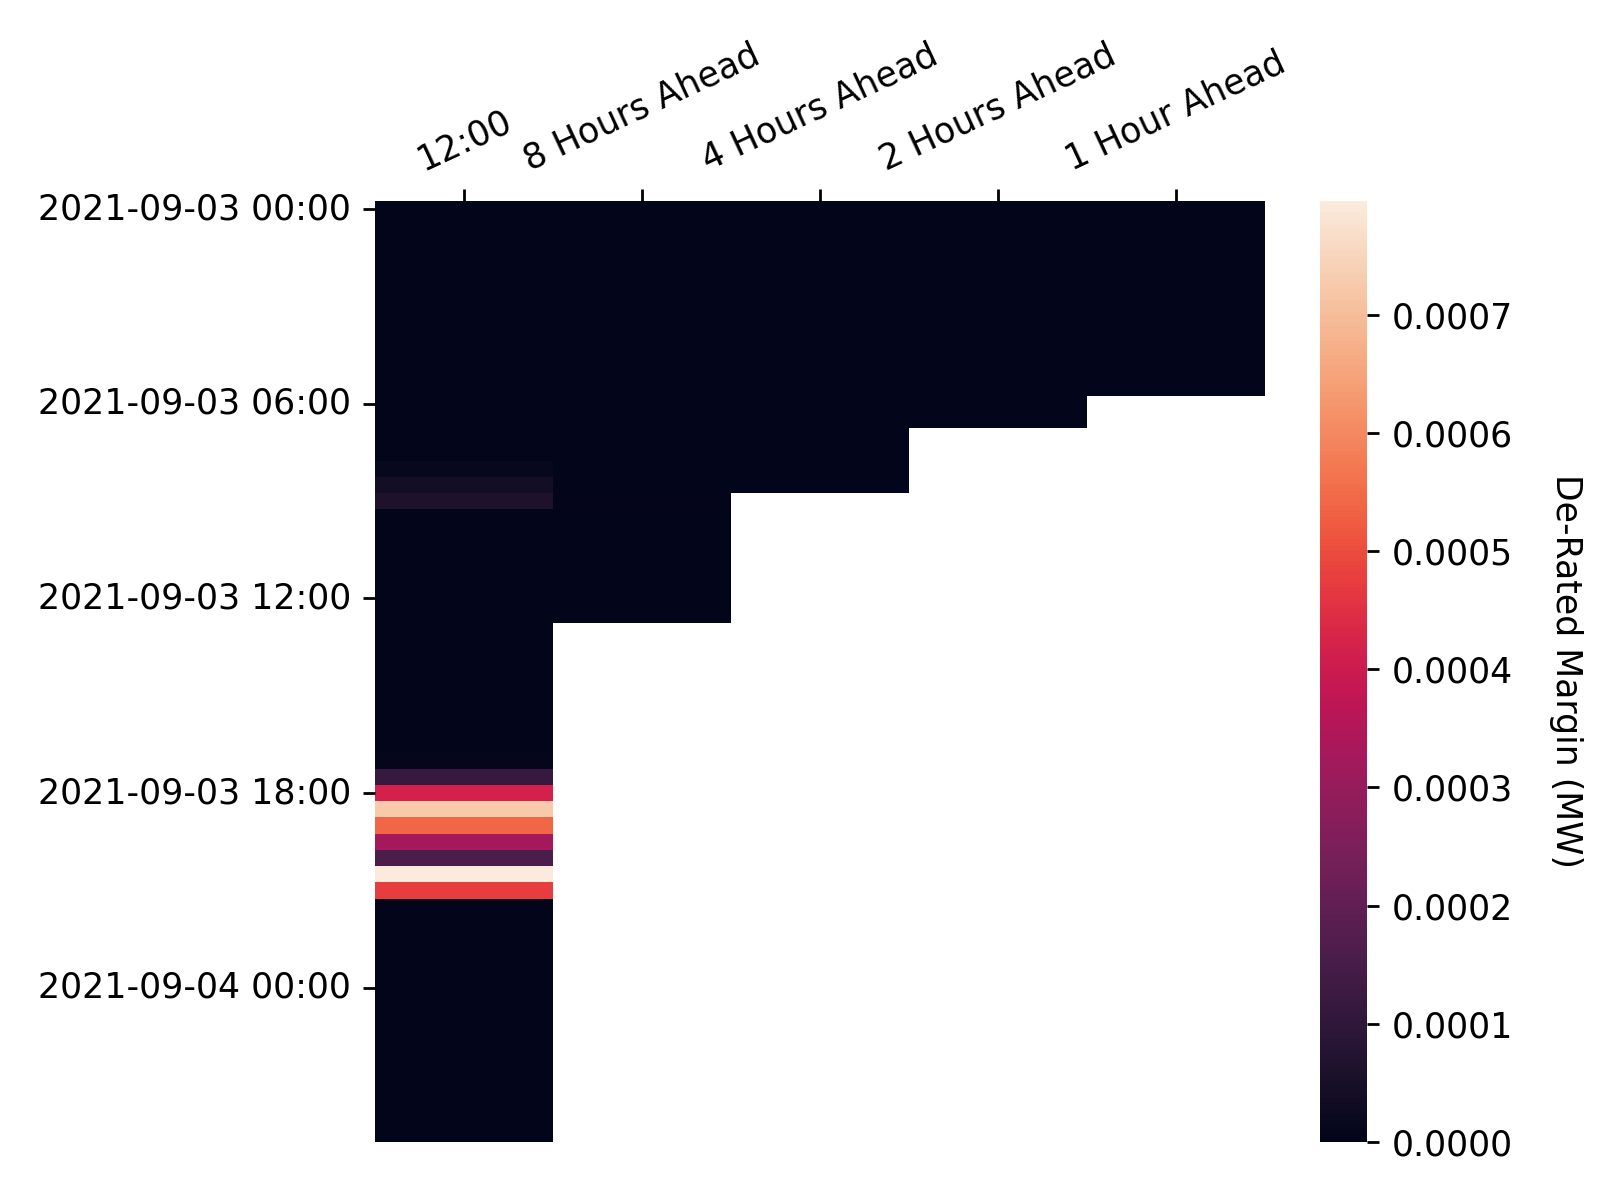 12:00
8 Hours Ahead
4 Hours Ahead
2 Hours Ahead
1 Hour Ahead
2021-09-03 00:00
2021-09-03 06:00
2021-09-03 12:00
2021-09-03 18:00
2021-09-04 00:00
0.0007
0.0006
0.0005
0.0004
0.0003
0.0002
0.0001
0.0000
De-Rated Margin (MW)